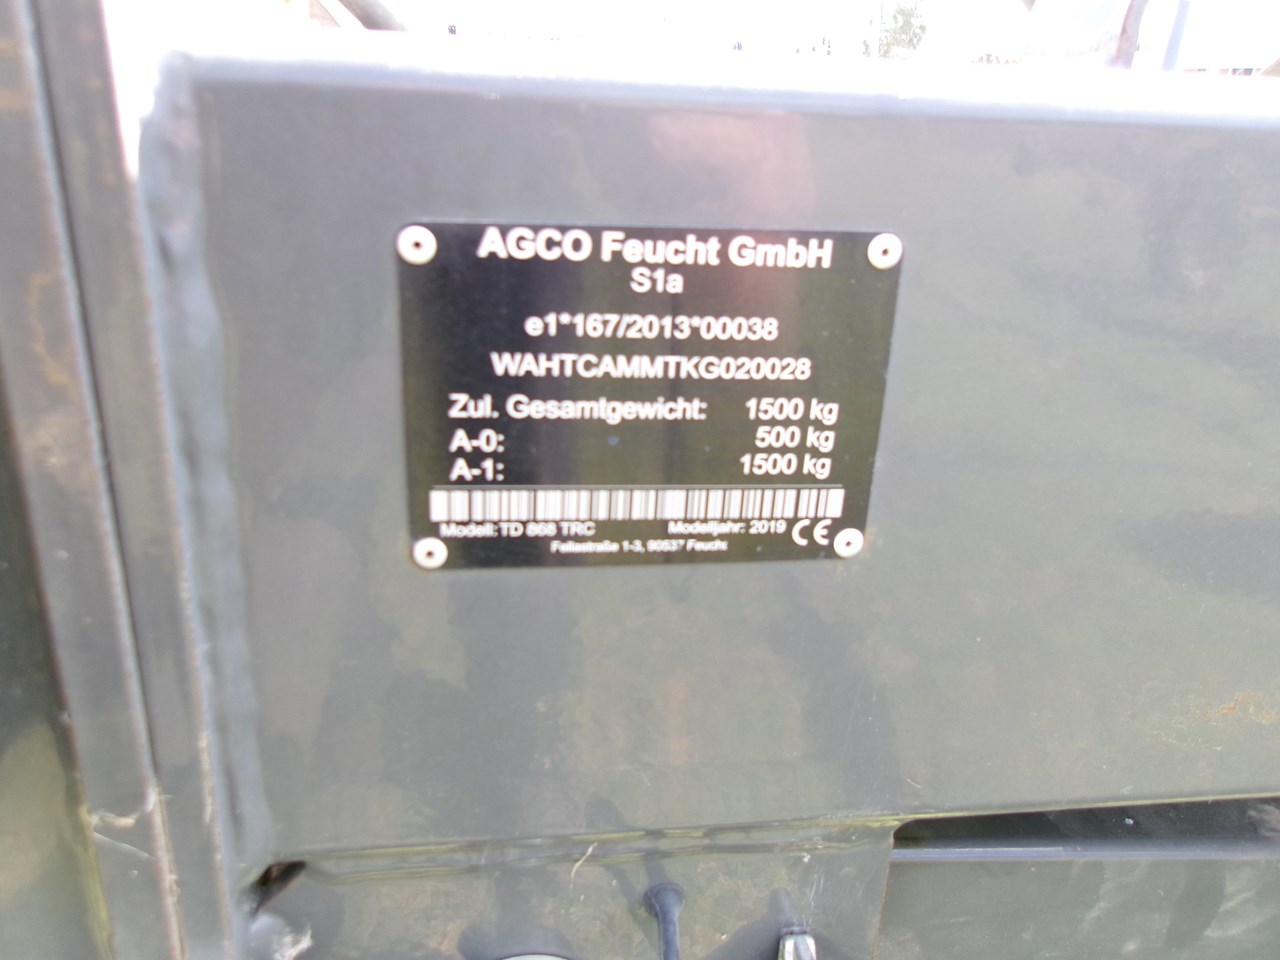 AGCO Feucht GmbH
S1a
e1*167/2013*00038
WAHTCAMMTKG020028
Zul. Gesamtgewicht: 1500 kg
A-0: 500 kg
A-1: 1500 kg
Modell: TD 868 TRC Modelljahr: 2019 CE
Fellastraße 1-3, 90537 Feucht